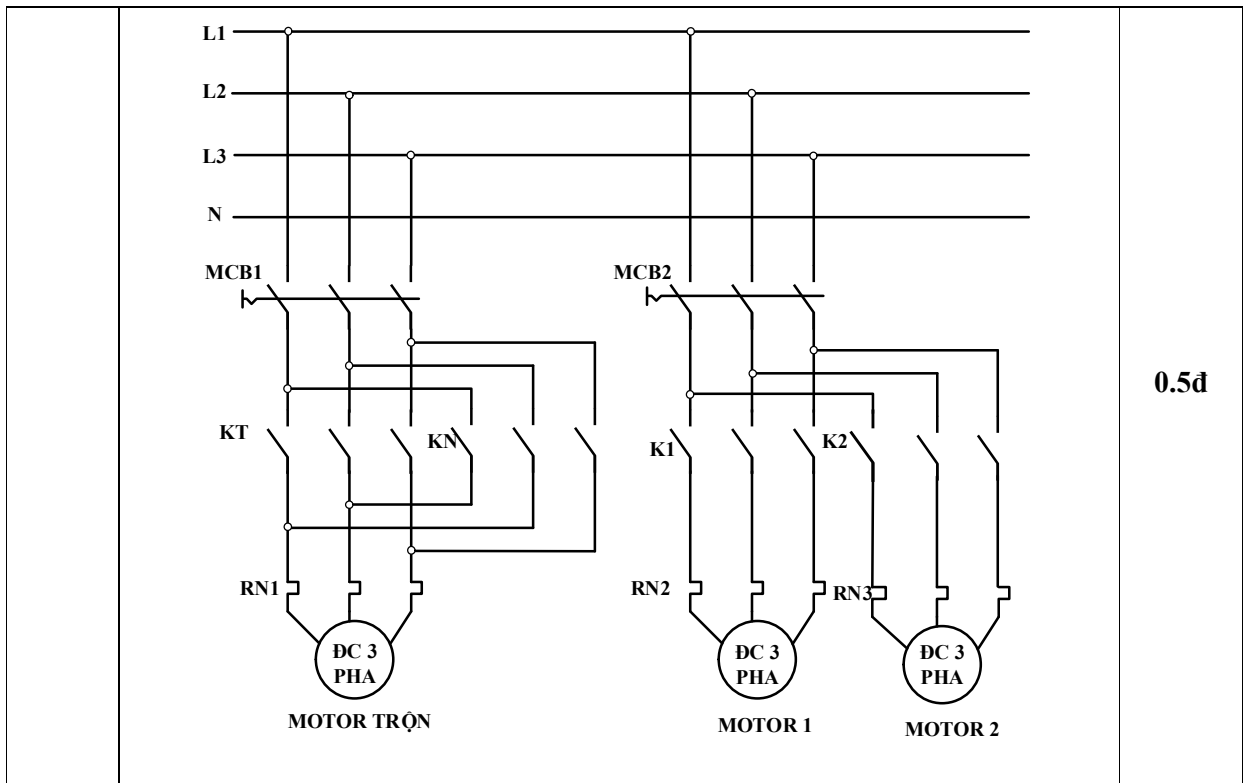 L1
L2
L3
N
MCB1
MCB2
0.5đ
KT
KN
K1
K2
RN1
RN2
RN3
ĐC 3
PHA
ĐC 3
PHA
ĐC 3
PHA
MOTOR TRỘN
MOTOR 1
MOTOR 2